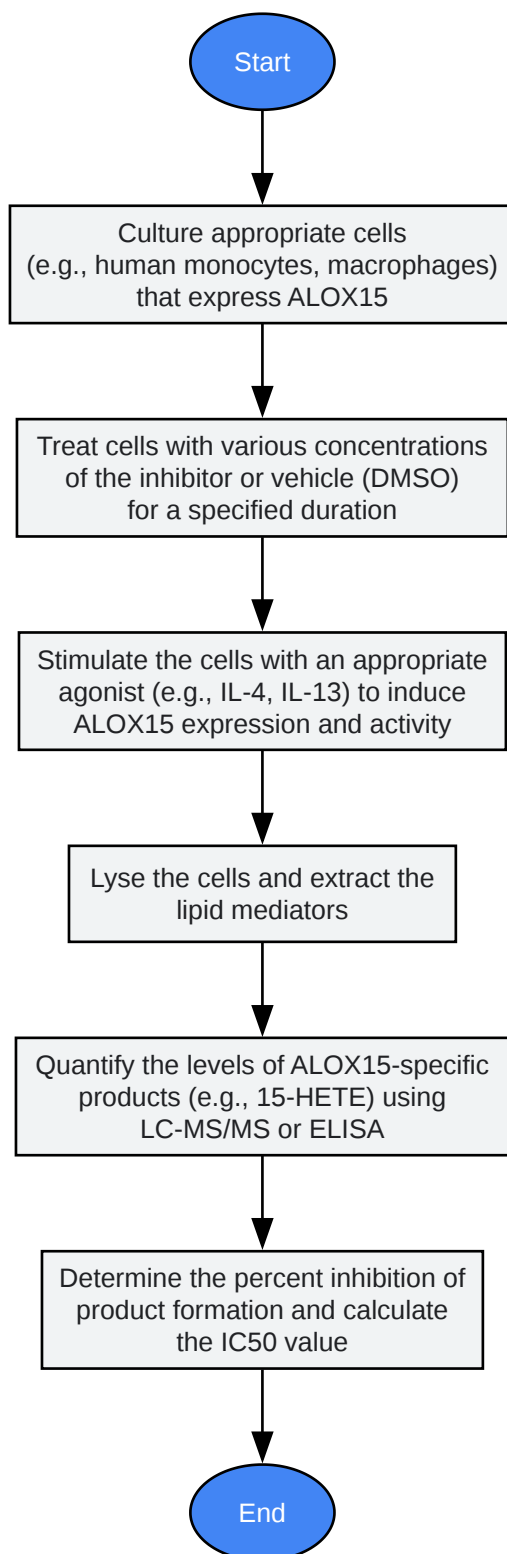 Start
Culture appropriate cells
(e.g., human monocytes, macrophages)
that express ALOX15
Treat cells with various concentrations
of the inhibitor or vehicle (DMSO)
for a specified duration
Stimulate the cells with an appropriate
agonist (e.g., IL-4, IL-13) to induce
ALOX15 expression and activity
Lyse the cells and extract the
lipid mediators
Quantify the levels of ALOX15-specific
products (e.g., 15-HETE) using
LC-MS/MS or ELISA
Determine the percent inhibition of
product formation and calculate
the IC50 value
End